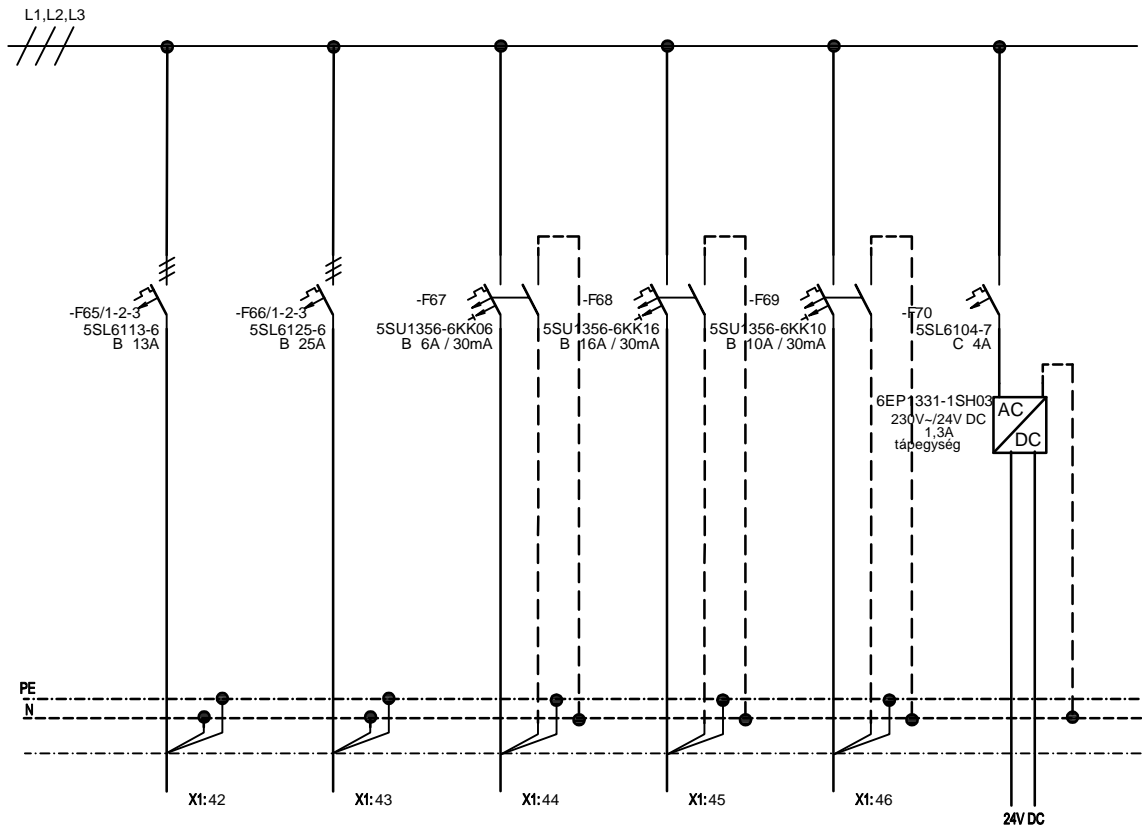 L1,L2,L3
-F65/1-2-3
5SL6113-6
B 13A
-F66/1-2-3
5SL6125-6
B 25A
-F67
5SU1356-6KK06
B 6A / 30mA
-F68
5SU1356-6KK16
B 16A / 30mA
-F69
5SU1356-6KK10
B 10A / 30mA
-F70
5SL6104-7
C 4A
6EP1331-1SH03
230V~/24V DC
1,3A
tápegység
AC
DC
PE
N
X1:42
X1:43
X1:44
X1:45
X1:46
24V DC